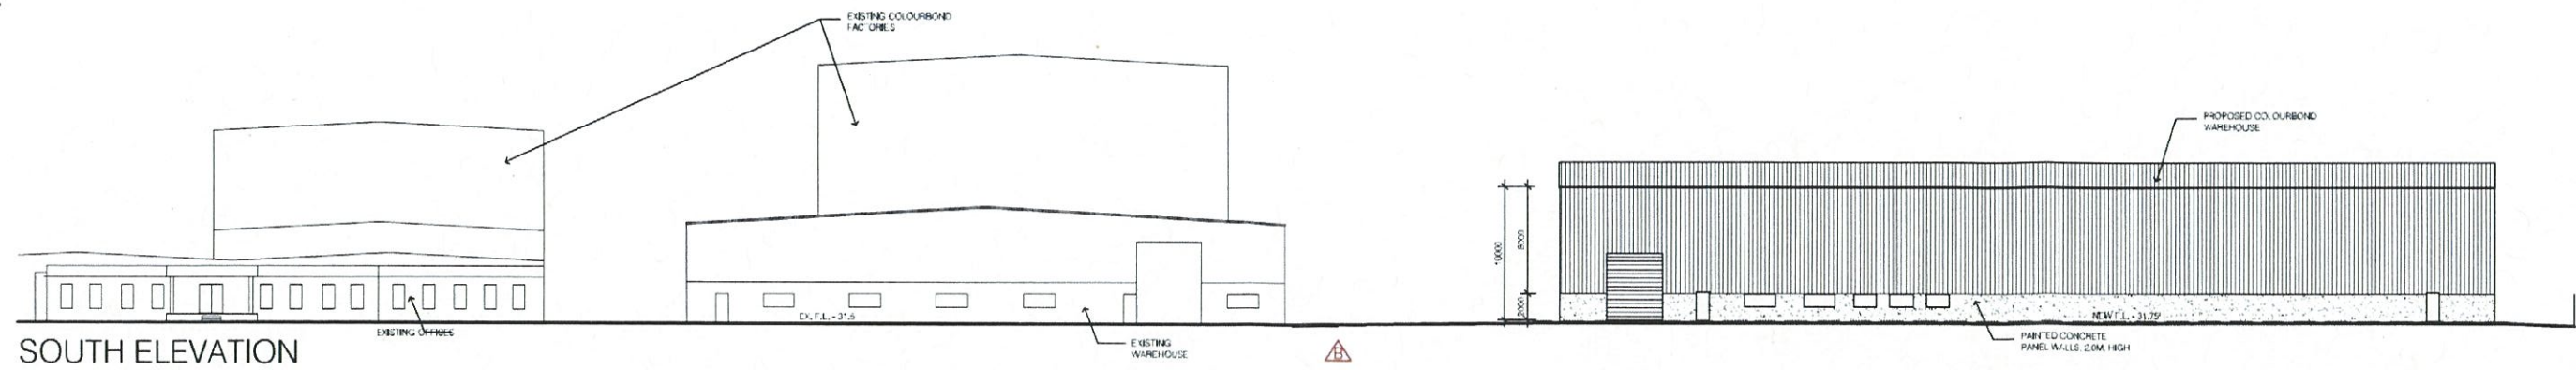 EXISTING COLOURBOND
FACTORIES
PROPOSED COLOURBOND
WAREHOUSE
10000
8000
2000
EX. F.L. - 31.5
NEW F.L. - 31.75
EXISTING OFFICES
EXISTING
WAREHOUSE
B
PAINTED CONCRETE
PANEL WALLS, 2.0M. HIGH
SOUTH ELEVATION